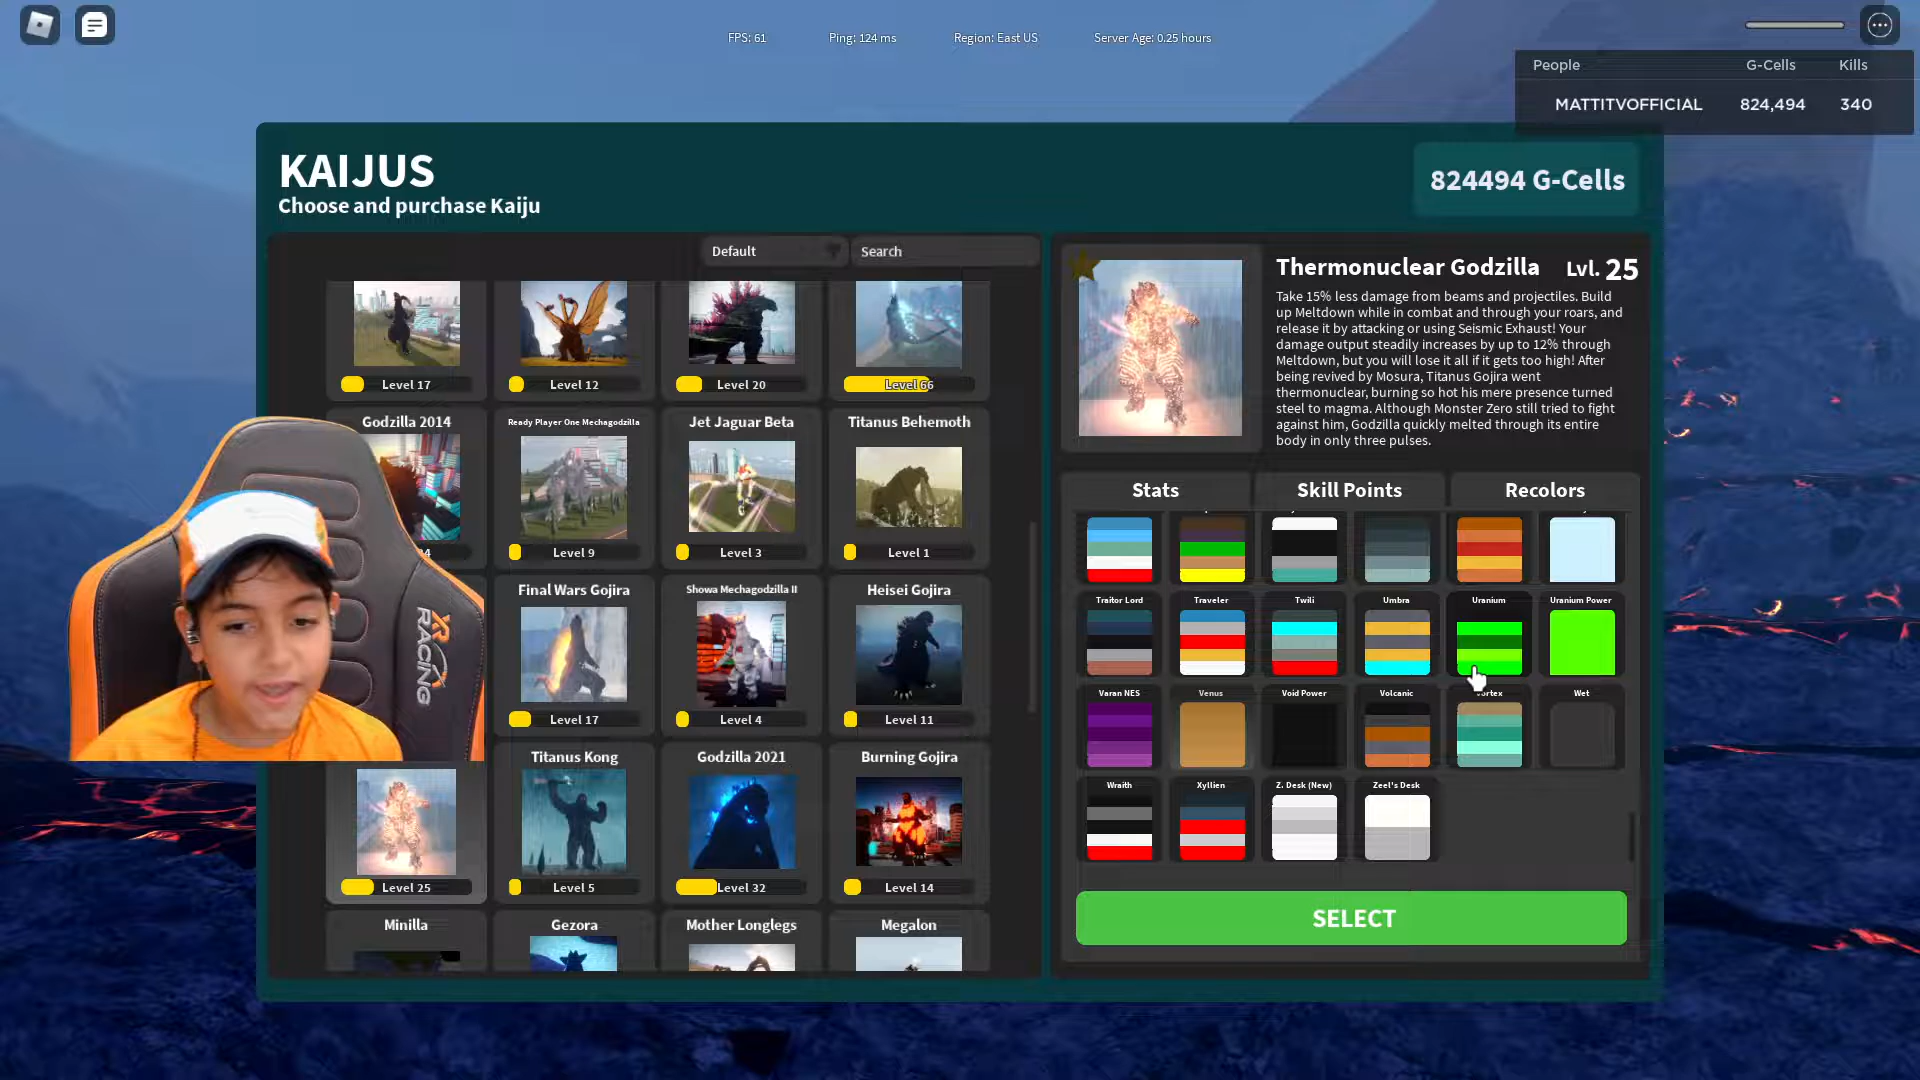 FPS: 61 Ping: 124 ms Region: East US Server Age: 0.25 hours
People G-Cells Kills
MATTITVOFFICIAL 824,494 340
KAIJUS
Choose and purchase Kaiju
824494 G-Cells
Default Search
Level 17 Level 12 Level 20 Level 66
Godzilla 2014 Ready Player One Mechagodzilla Jet Jaguar Beta Titanus Behemoth
Level 9 Level 3 Level 1
Final Wars Gojira Showa Mechagodzilla II Heisei Gojira
Level 17 Level 4 Level 11
Titanus Kong Godzilla 2021 Burning Gojira
Level 25 Level 5 Level 32 Level 14
Minilla Gezora Mother Longlegs Megalon
Thermonuclear Godzilla Lvl. 25
Take 15% less damage from beams and projectiles. Build
up Meltdown while in combat and through your roars, and
release it by attacking or using Seismic Exhaust! Your
damage output steadily increases by up to 12% through
Meltdown, but you will lose it all if it gets too high! After
being revived by Mosura, Titanus Gojira went
thermonuclear, burning so hot his mere presence turned
steel to magma. Although Monster Zero still tried to fight
against him, Godzilla quickly melted through its entire
body in only three pulses.
Stats Skill Points Recolors
Traitor Lord Traveler Twili Umbra Uranium Uranium Power
Varan NES Venus Void Power Volcanic Vortex Wet
Wraith Xyllien Z. Desk (New) Zeel's Desk
SELECT
XR
RACING